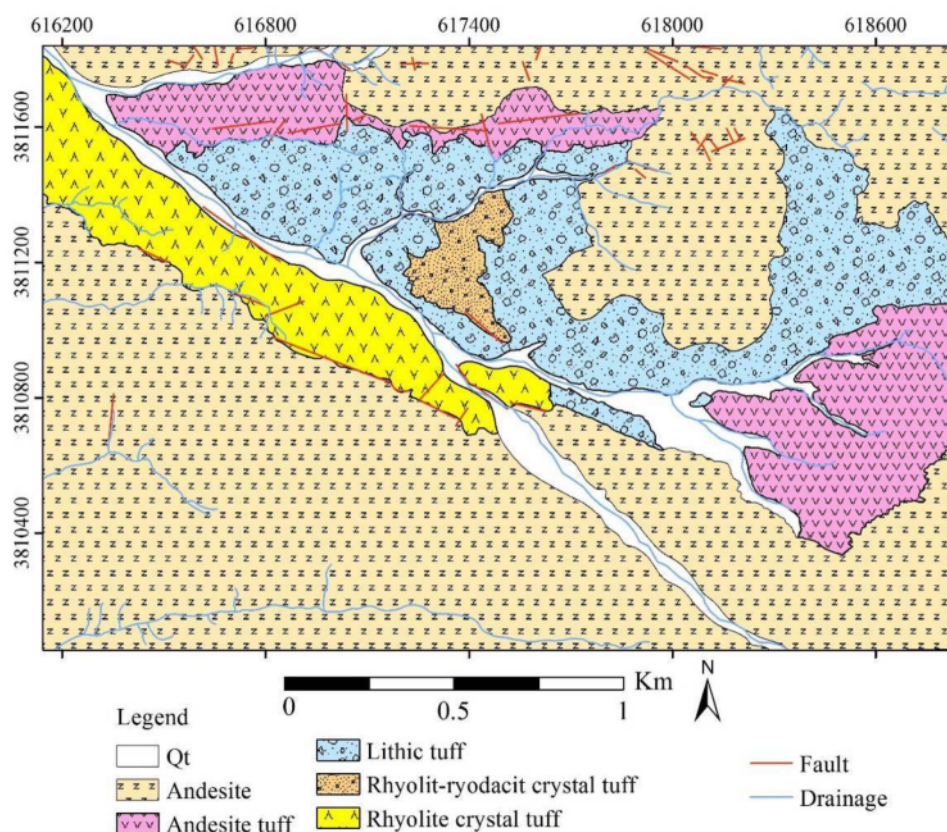 616200 616800 617400 618000 618600
3811600
3811200
3810800
3810400
N
Km
0 0.5 1
Legend
Qt
Andesite
Andesite tuff
Lithic tuff
Rhyolit-ryodacit crystal tuff
Rhyolite crystal tuff
Fault
Drainage